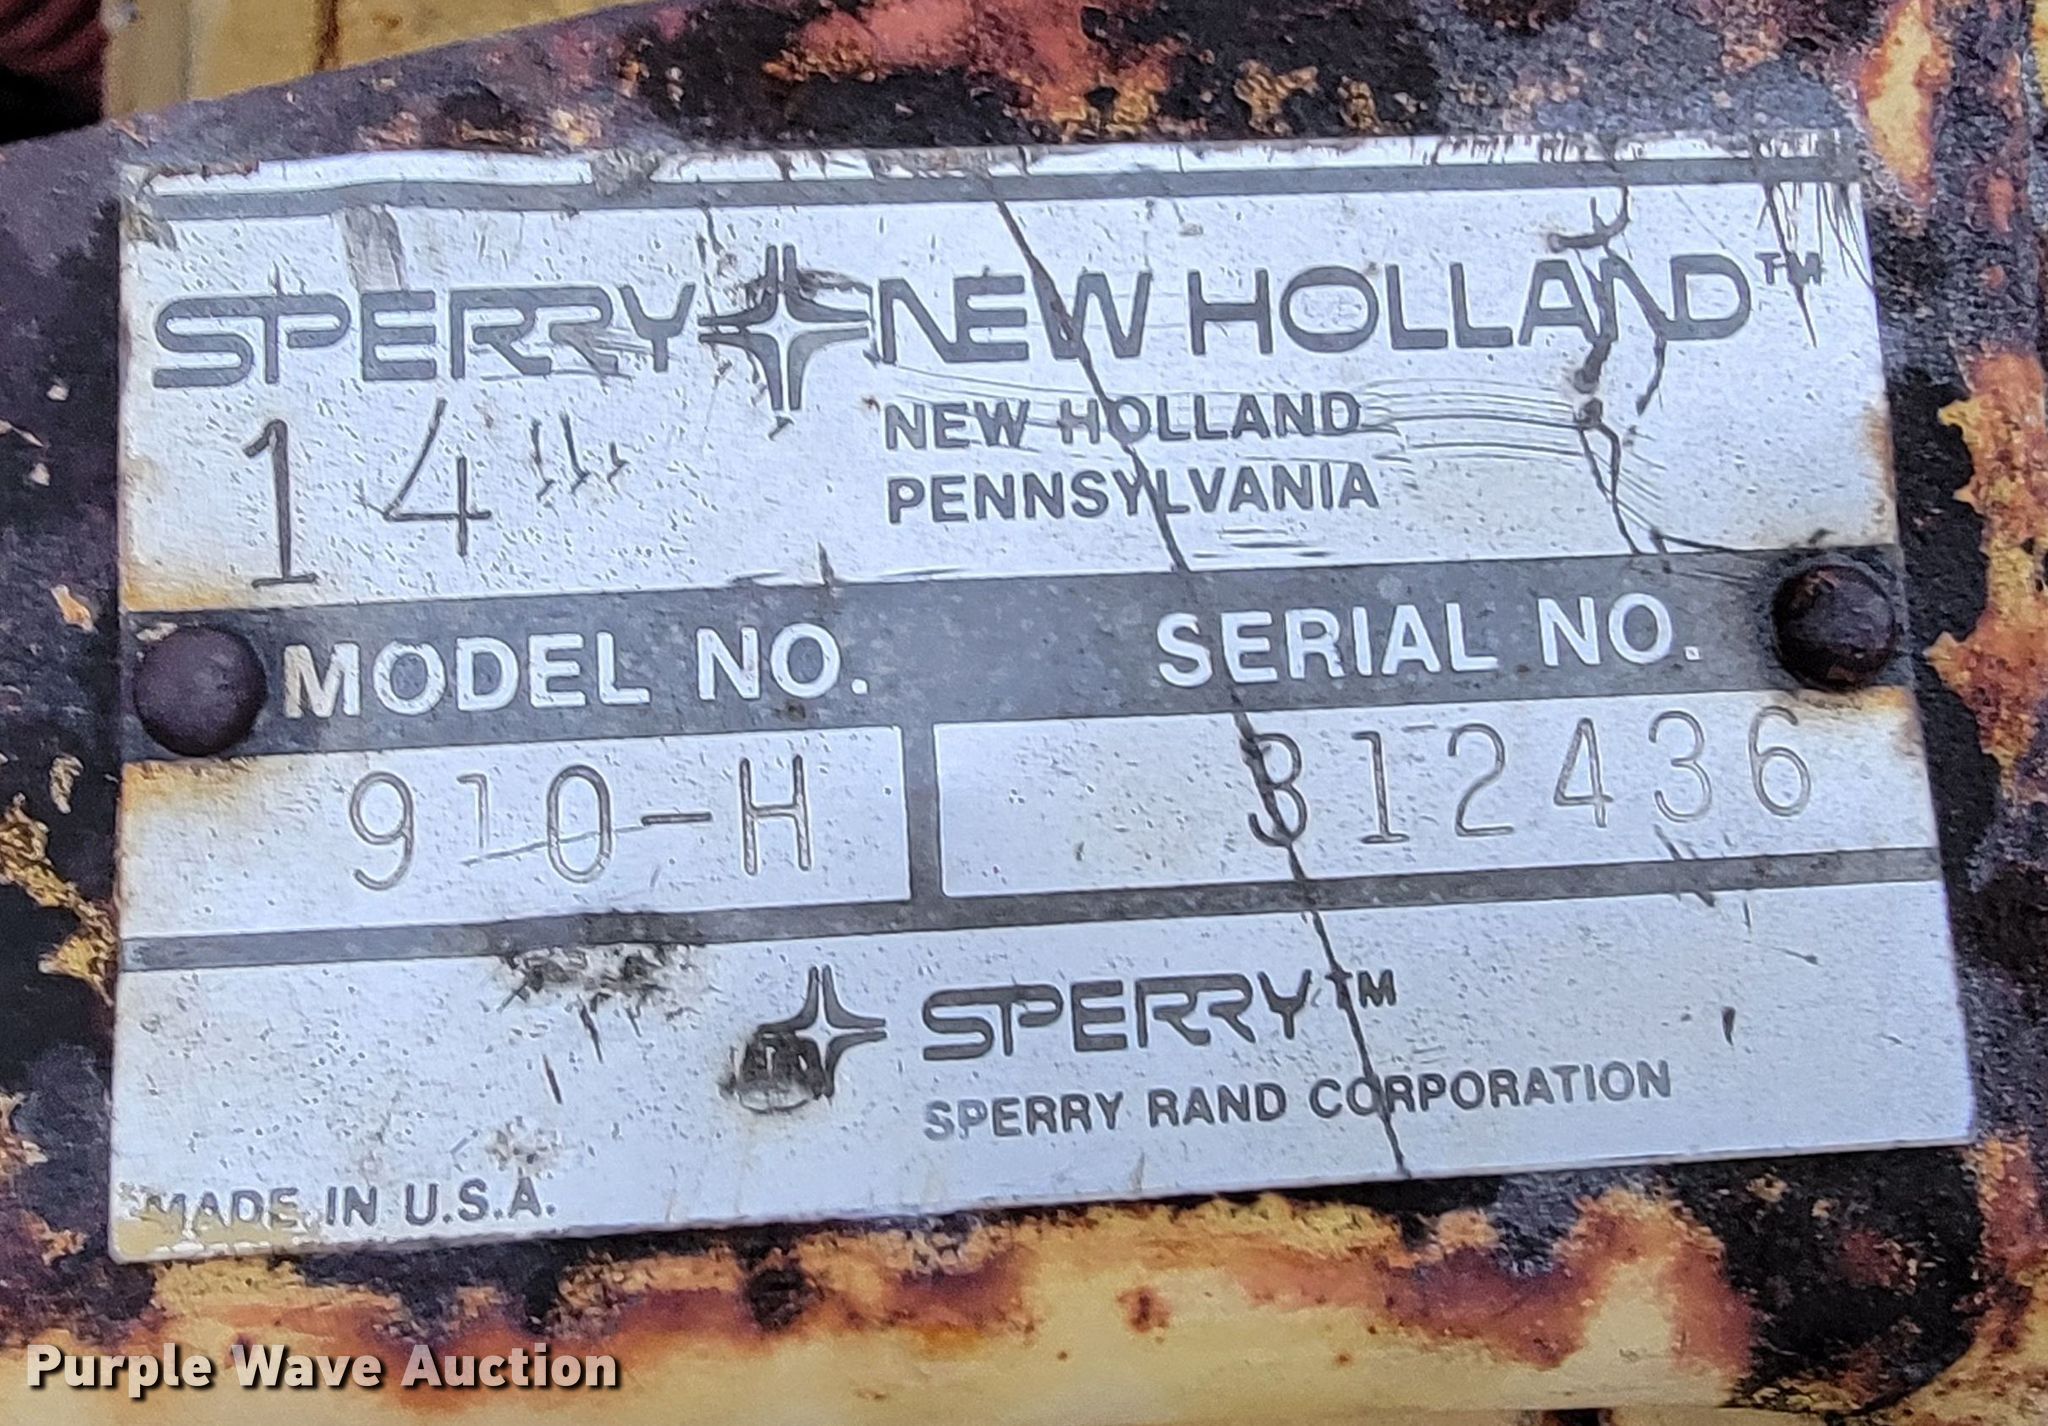 SPERRY NEW HOLLAND™
14
NEW HOLLAND
PENNSYLVANIA
MODEL NO. SERIAL NO.
910-H 312436
SPERRY™
SPERRY RAND CORPORATION
MADE IN U.S.A.
Purple Wave Auction